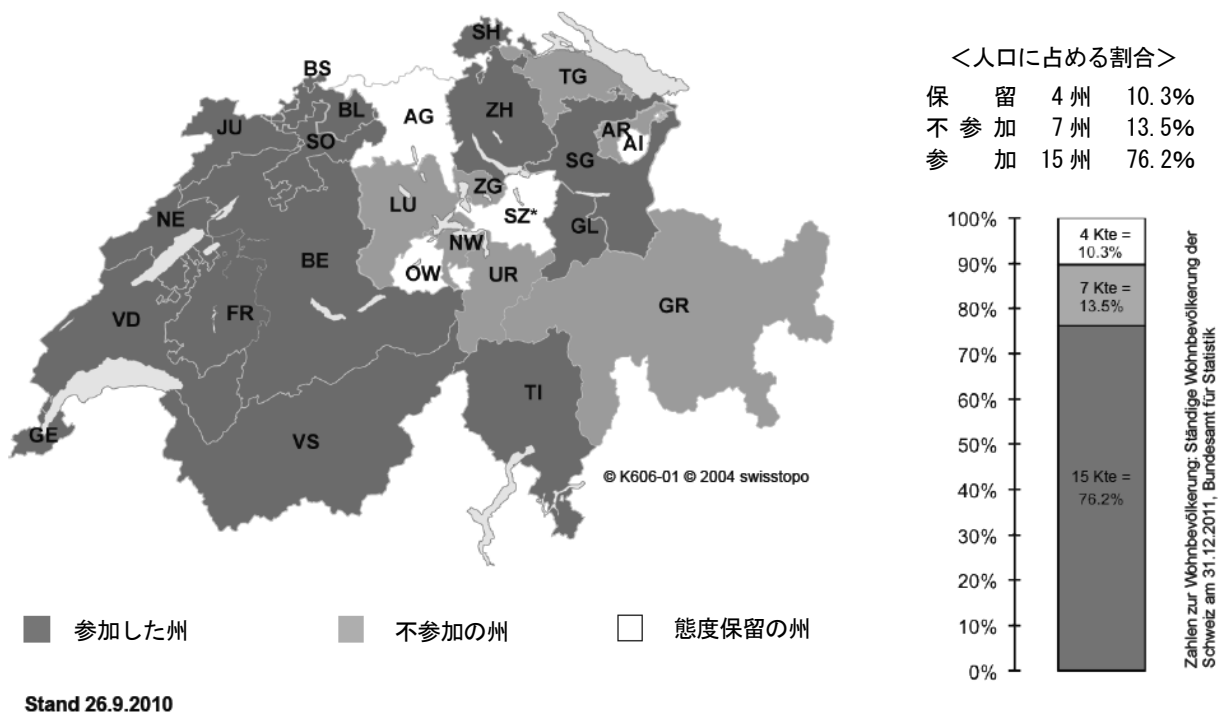 SH
BS
TG
BL
AG
ZH
JU
AR
SO
AI
SG
ZG
LU
NE
SZ*
GL
NW
BE
OW
UR
GR
FR
VD
TI
GE
VS
© K606-01 © 2004 swisstopo
参加した州
不参加の州
態度保留の州
Stand 26.9.2010
＜人口に占める割合＞
保留 4州 10.3%
不参加 7州 13.5%
参加 15州 76.2%
100%
90%
80%
70%
60%
50%
40%
30%
20%
10%
0%
4 Kte =
10.3%
7 Kte =
13.5%
15 Kte =
76.2%
Zahlen zur Wohnbevölkerung: Ständige Wohnbevölkerung der
Schweiz am 31.12.2011, Bundesamt für Statistik